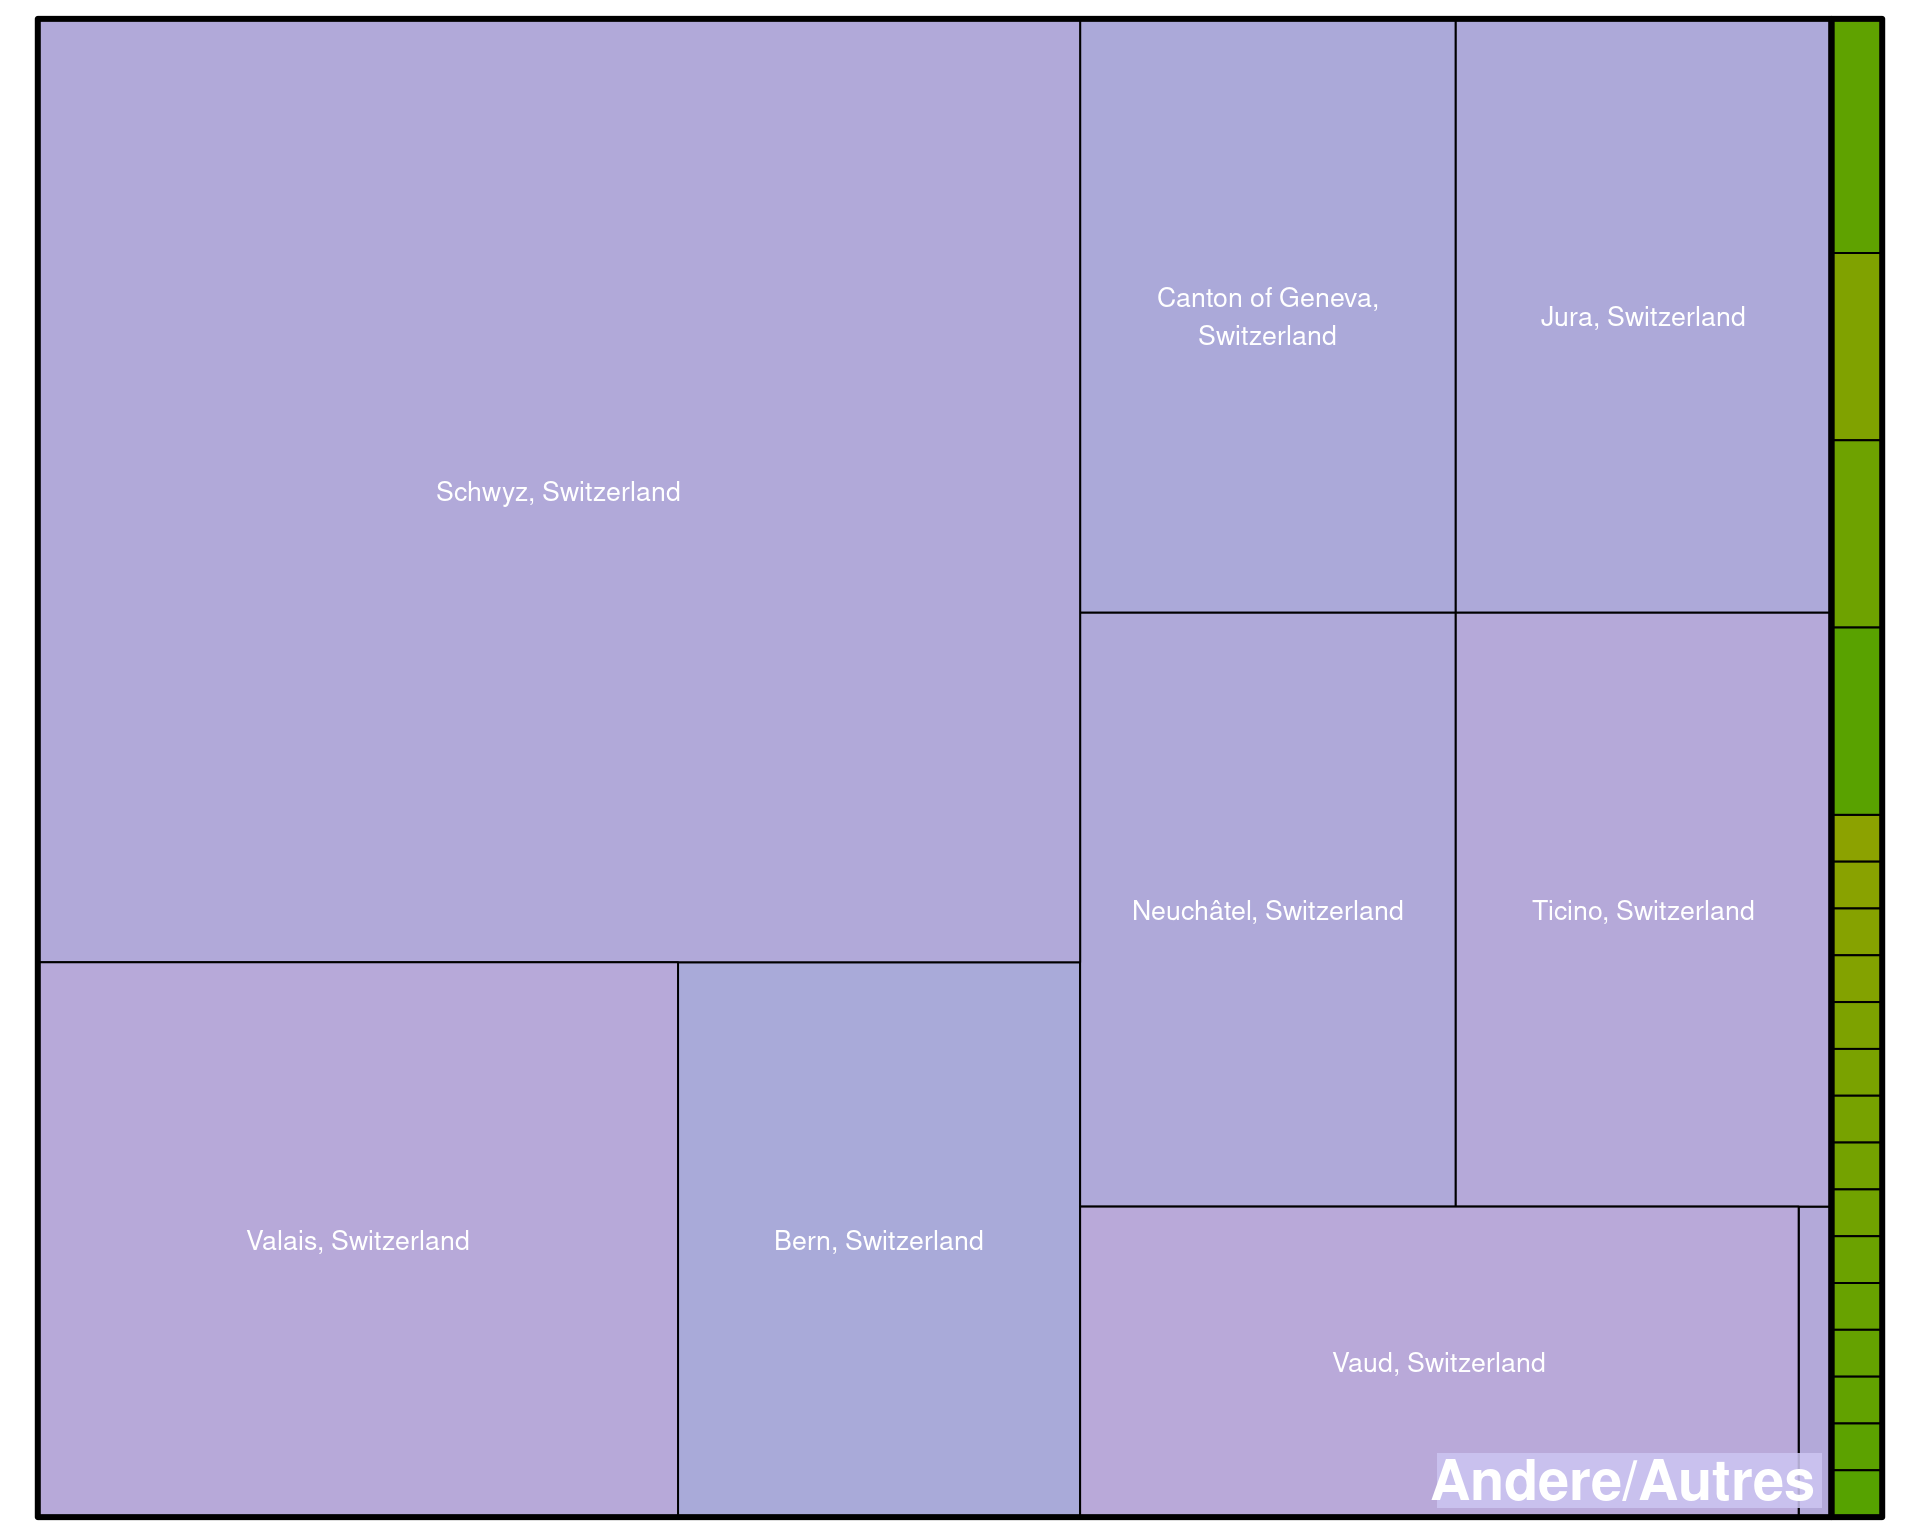 Canton of Geneva,
Switzerland
Jura, Switzerland
Schwyz, Switzerland
Neuchâtel, Switzerland
Ticino, Switzerland
Valais, Switzerland
Bern, Switzerland
Vaud, Switzerland
Andere/Autres